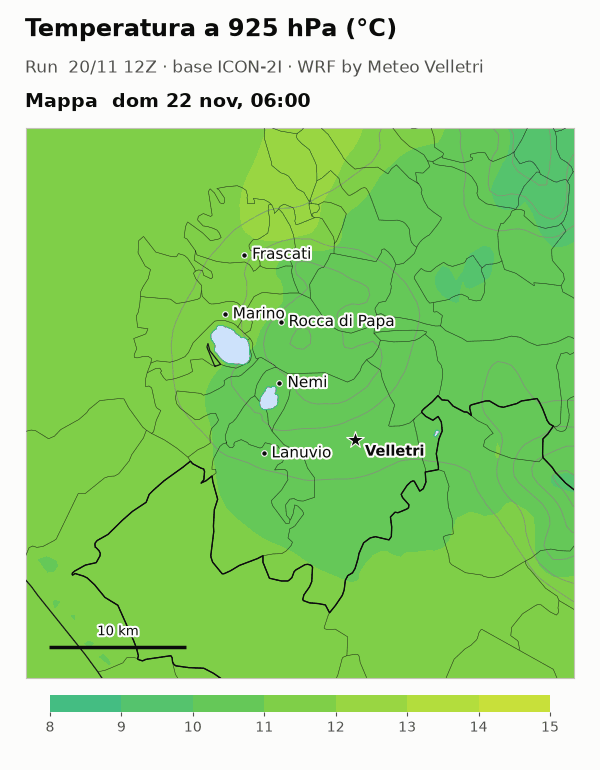 Temperatura a 925 hPa (°C)
Run  20/11 12Z · base ICON-2I · WRF by Meteo Velletri
Mappa  dom 22 nov, 06:00
Frascati
Marino
Rocca di Papa
Nemi
Velletri
Lanuvio
10 km
8 9 10 11 12 13 14 15